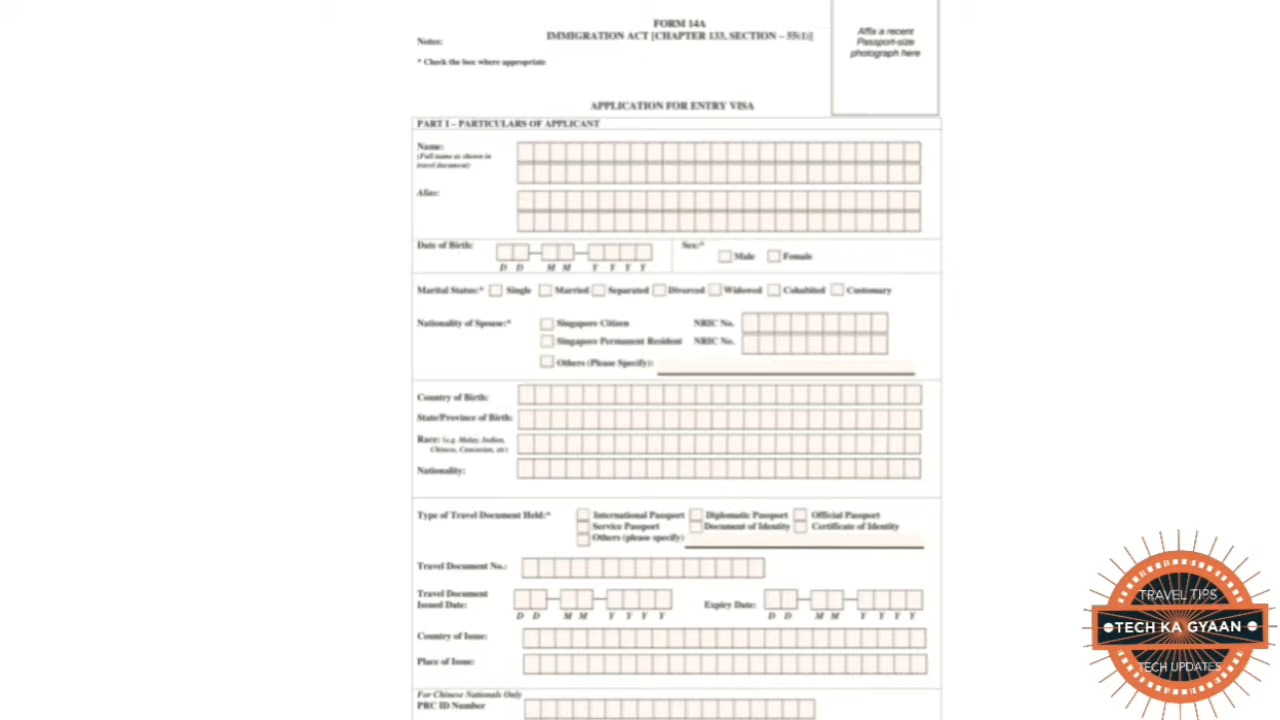 FORM 14A
IMMIGRATION ACT [CHAPTER 133, SECTION – 55(1)]
Affix a recent
Passport-size
photograph here
Notes:
* Check the box where appropriate
APPLICATION FOR ENTRY VISA
PART I – PARTICULARS OF APPLICANT
Name:
(Full name as shown in
travel document)
Alias:
Date of Birth:
D D M M Y Y Y Y
Sex:* Male Female
Marital Status:* Single Married Separated Divorced Widowed Cohabited Customary
Nationality of Spouse:* Singapore Citizen NRIC No.
Singapore Permanent Resident NRIC No.
Others (Please Specify):
Country of Birth:
State/Province of Birth:
Race: (e.g. Malay, Indian,
Chinese, Caucasian, etc)
Nationality:
Type of Travel Document Held:* International Passport Diplomatic Passport Official Passport
Service Passport Document of Identity Certificate of Identity
Others (please specify)
Travel Document No.:
Travel Document
Issued Date: Expiry Date:
D D M M Y Y Y Y D D M M Y Y Y Y
Country of Issue:
Place of Issue:
For Chinese Nationals Only
PRC ID Number
TRAVEL TIPS
TECH KA GYAAN
TECH UPDATES